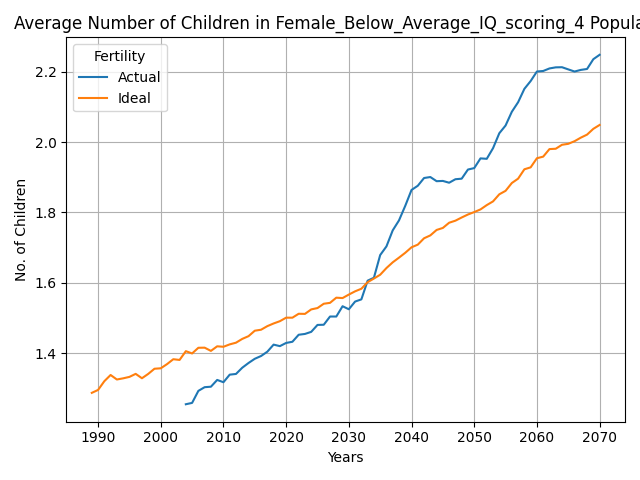 Average Number of Children in Female_Below_Average_IQ_scoring_4 Popula
Fertility
Actual
Ideal
No. of Children
2.2
2.0
1.8
1.6
1.4
1990 2000 2010 2020 2030 2040 2050 2060 2070
Years